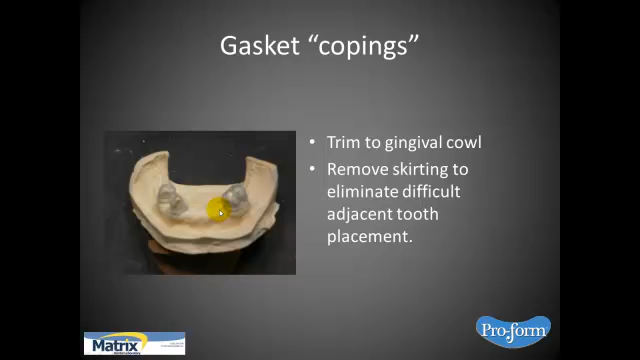 Gasket “copings”
• Trim to gingival cowl
• Remove skirting to
eliminate difficult
adjacent tooth
placement.
Matrix
Pro-form